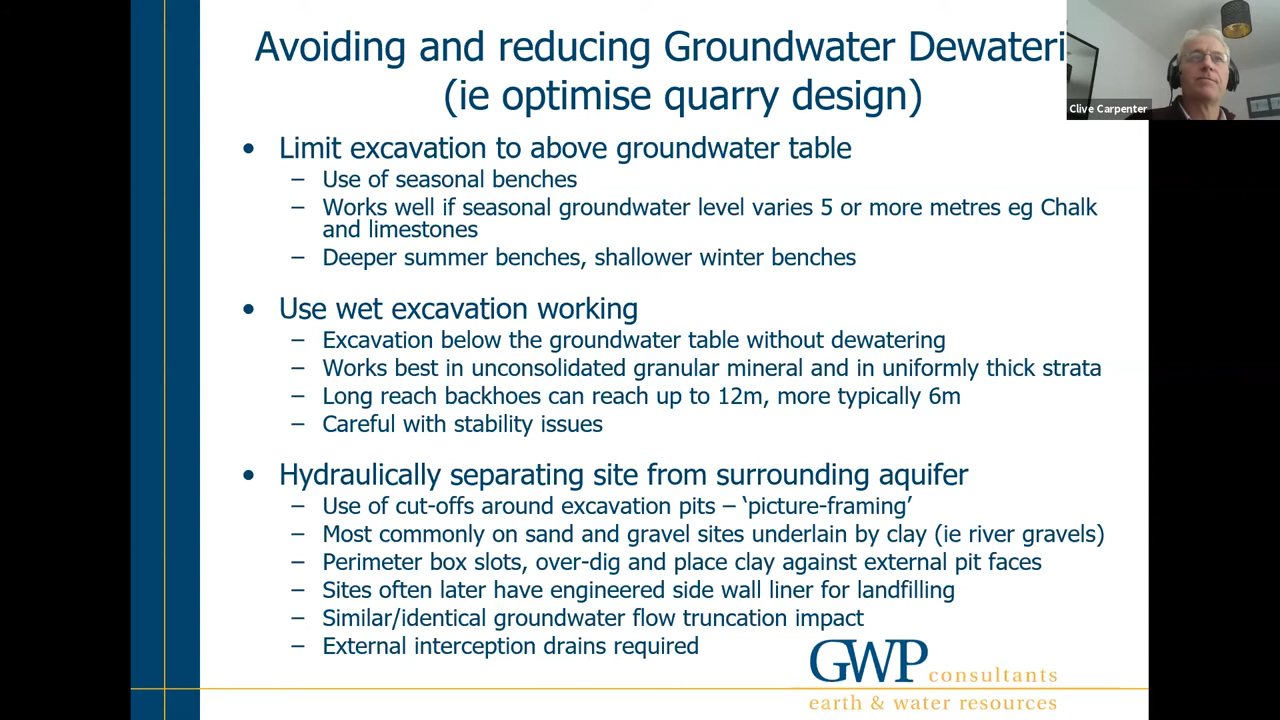 Avoiding and reducing Groundwater Dewateri
(ie optimise quarry design)
Clive Carpenter
• Limit excavation to above groundwater table
– Use of seasonal benches
– Works well if seasonal groundwater level varies 5 or more metres eg Chalk
and limestones
– Deeper summer benches, shallower winter benches
• Use wet excavation working
– Excavation below the groundwater table without dewatering
– Works best in unconsolidated granular mineral and in uniformly thick strata
– Long reach backhoes can reach up to 12m, more typically 6m
– Careful with stability issues
• Hydraulically separating site from surrounding aquifer
– Use of cut-offs around excavation pits – ‘picture-framing’
– Most commonly on sand and gravel sites underlain by clay (ie river gravels)
– Perimeter box slots, over-dig and place clay against external pit faces
– Sites often later have engineered side wall liner for landfilling
– Similar/identical groundwater flow truncation impact
– External interception drains required
GWP consultants
earth & water resources